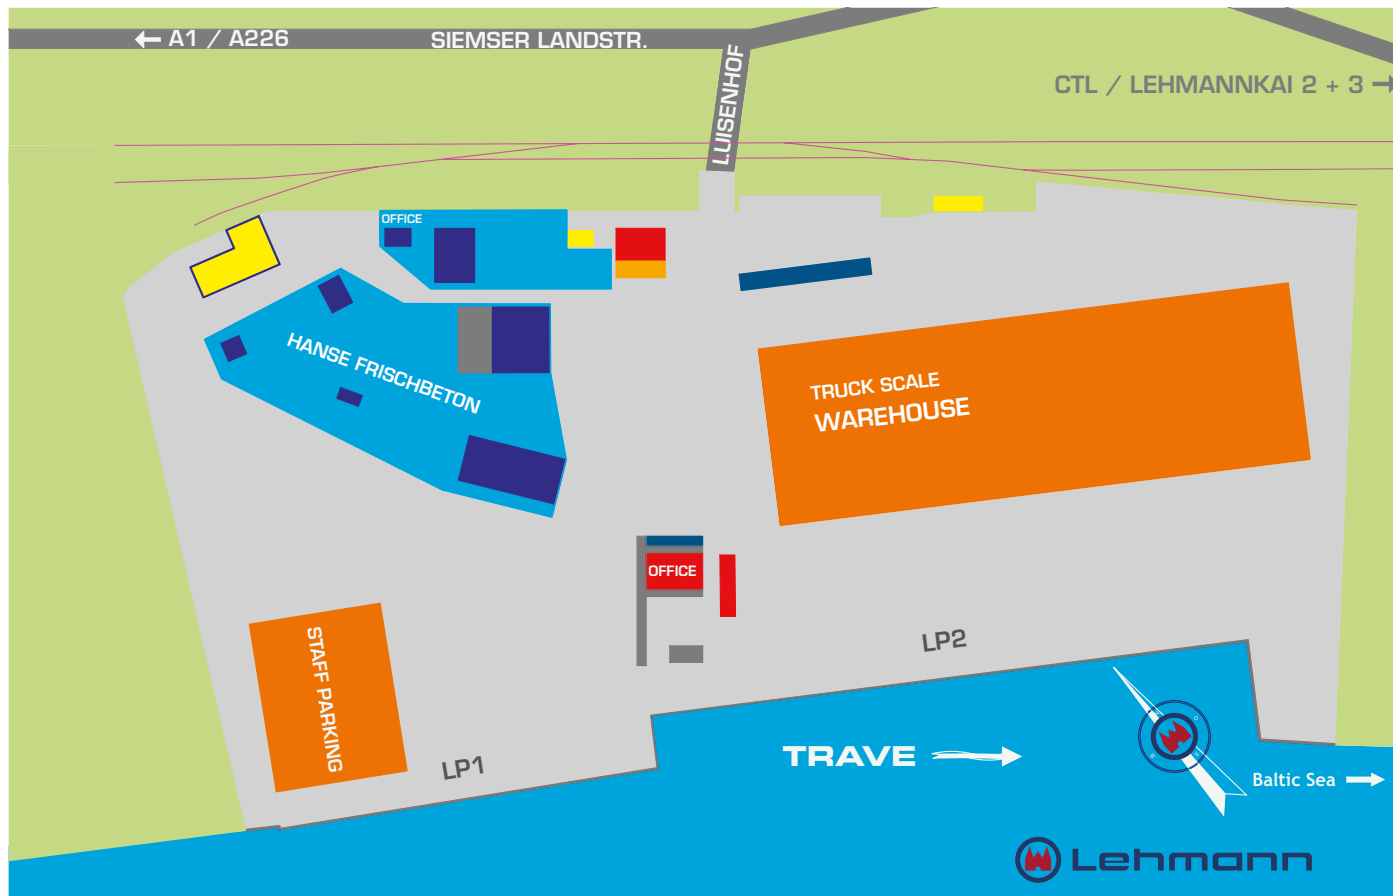 ← A1 / A226
SIEMSER LANDSTR.
LUISENHOF
CTL / LEHMANNKAI 2 + 3 →
OFFICE
HANSE FRISCHBETON
TRUCK SCALE
WAREHOUSE
OFFICE
STAFF PARKING
LP2
LP1
TRAVE
Baltic Sea
Lehmann